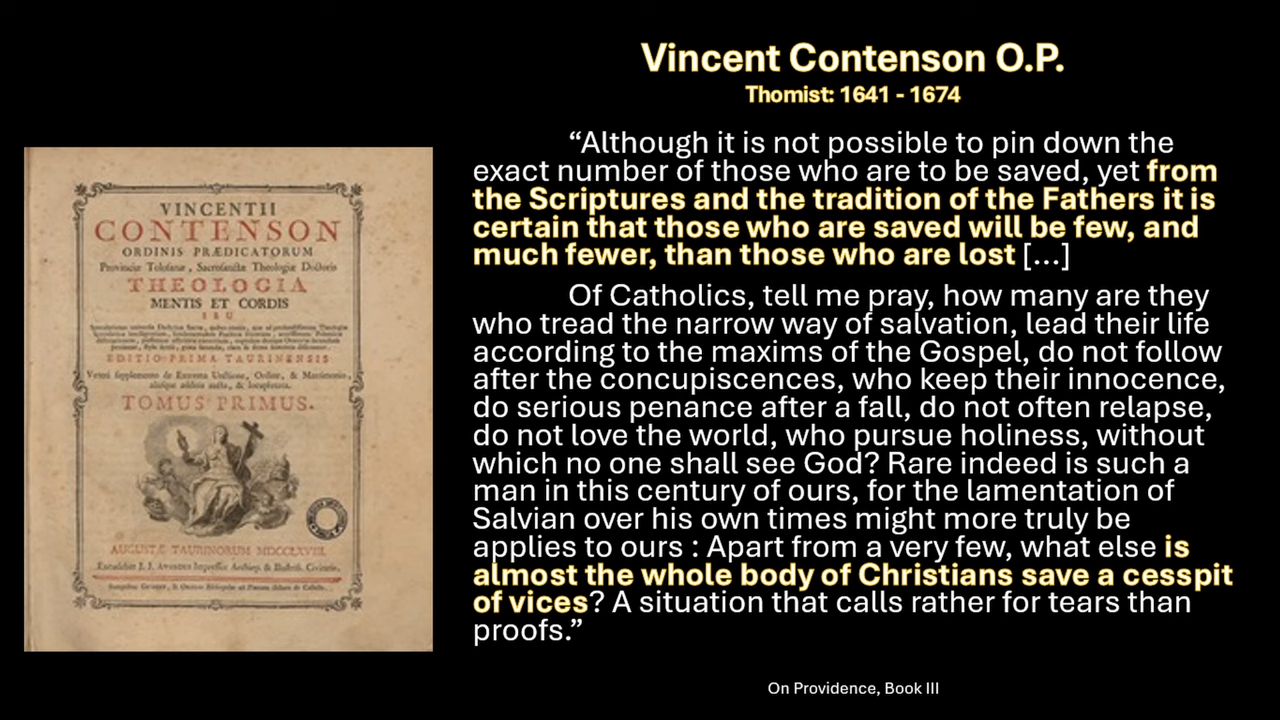 Vincent Contenson O.P.
Thomist: 1641 - 1674
“Although it is not possible to pin down the
exact number of those who are to be saved, yet from
the Scriptures and the tradition of the Fathers it is
certain that those who are saved will be few, and
much fewer, than those who are lost [...]
Of Catholics, tell me pray, how many are they
who tread the narrow way of salvation, lead their life
according to the maxims of the Gospel, do not follow
after the concupiscences, who keep their innocence,
do serious penance after a fall, do not often relapse,
do not love the world, who pursue holiness, without
which no one shall see God? Rare indeed is such a
man in this century of ours, for the lamentation of
Salvian over his own times might more truly be
applies to ours : Apart from a very few, what else is
almost the whole body of Christians save a cesspit
of vices? A situation that calls rather for tears than
proofs.”
On Providence, Book III
VINCENTII
CONTENSON
ORDINIS PRÆDICATORUM
Provinciæ Tolosanæ, Sacrosanctæ Theologiæ Doctoris
THEOLOGIA
MENTIS ET CORDIS
EDITIO PRIMA TAURINENSIS
TOMUS PRIMUS.
AUGUSTÆ TAURINORUM